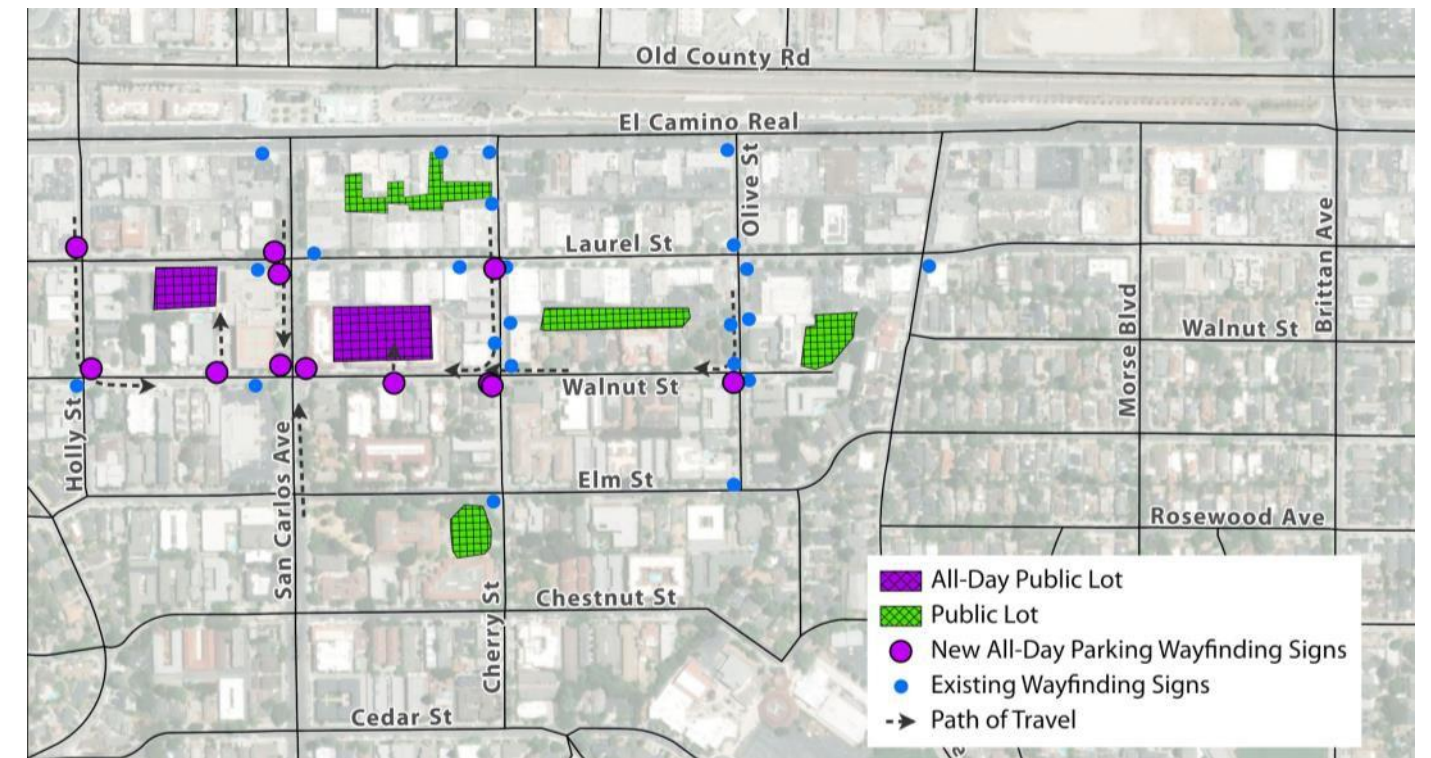 Old County Rd
El Camino Real
Olive St
Laurel St
Brittan Ave
Morse Blvd
Walnut St
Walnut St
Holly St
San Carlos Ave
Elm St
Rosewood Ave
Cherry St
Chestnut St
Cedar St
All-Day Public Lot
Public Lot
New All-Day Parking Wayfinding Signs
Existing Wayfinding Signs
Path of Travel